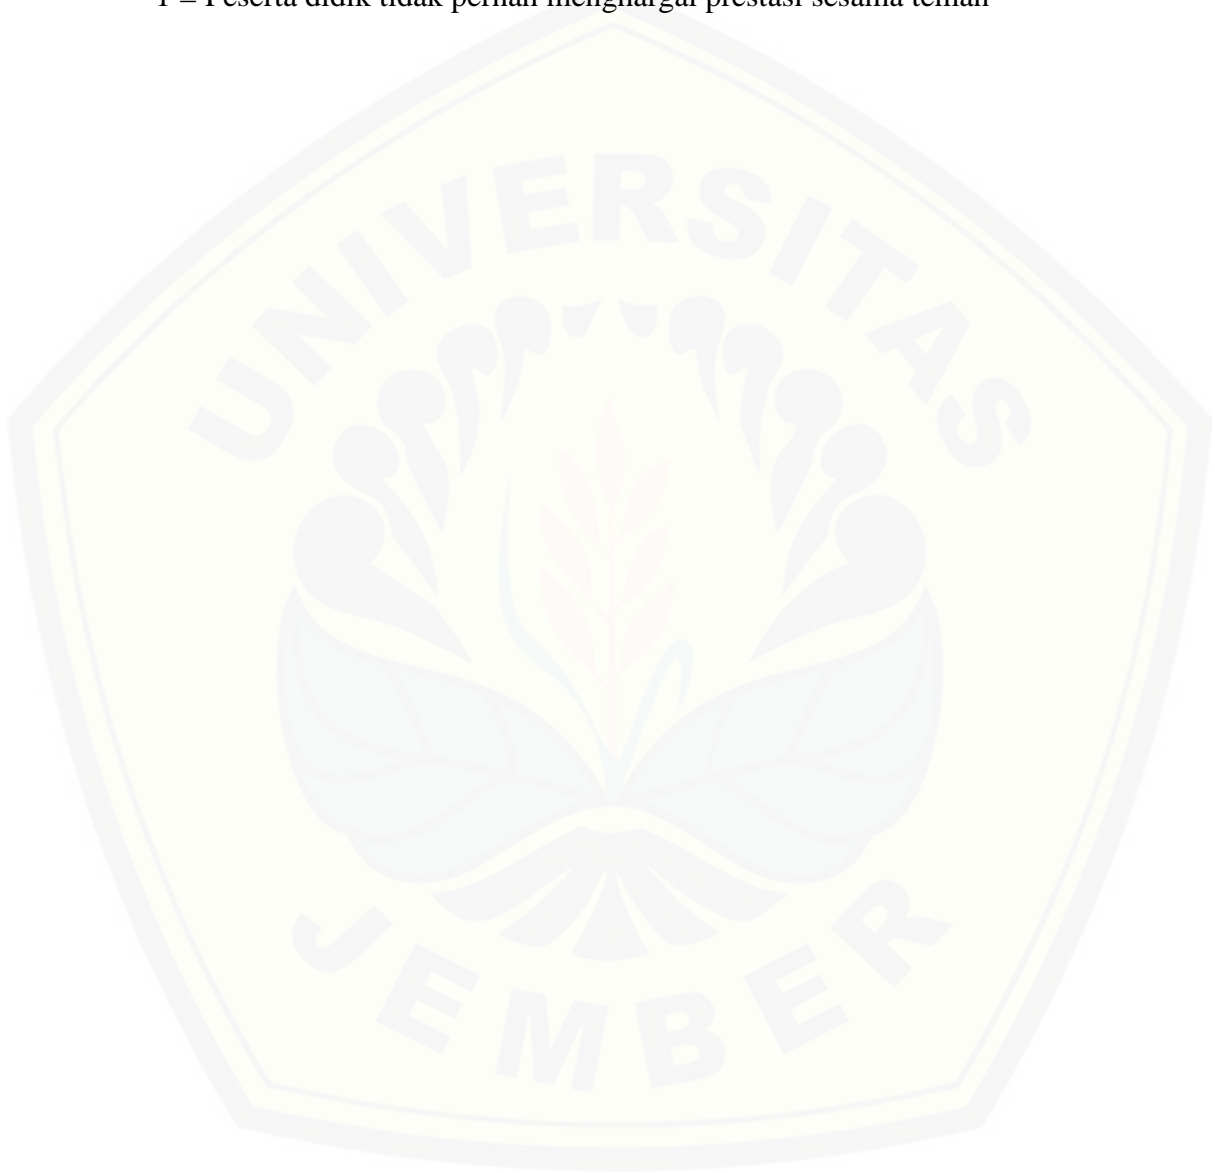 1 = Peserta didik tidak pernah menghargai prestasi sesama teman
UNIVERSITAS
JEMBER